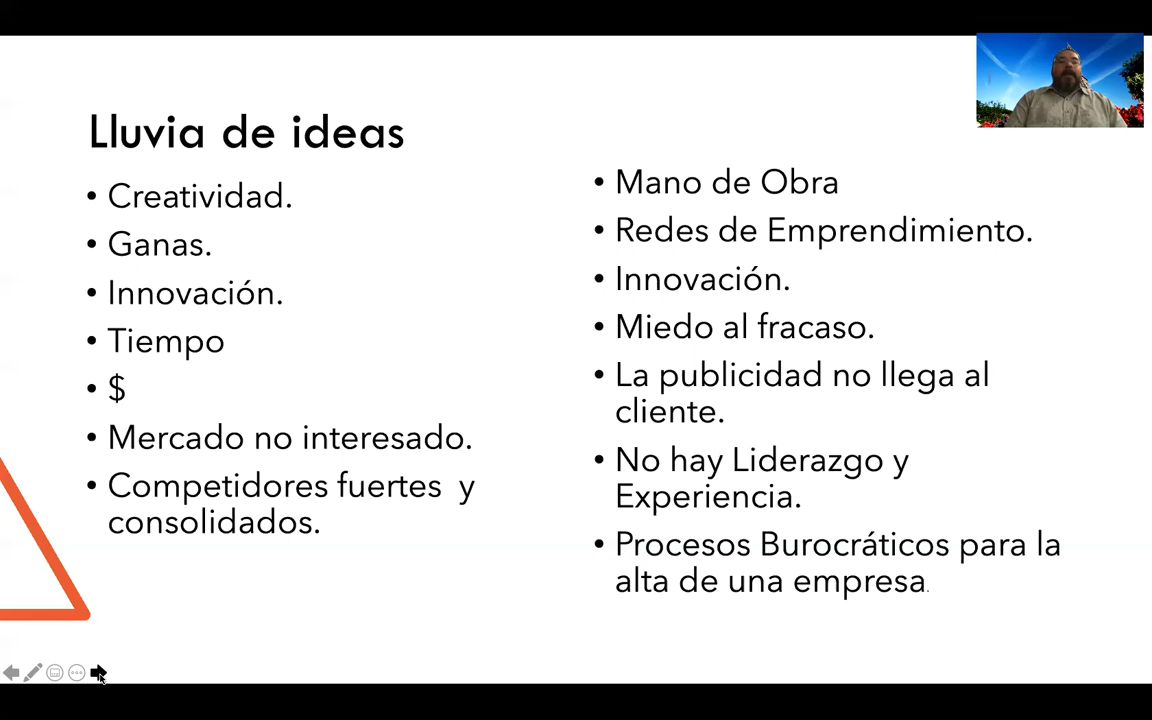 Lluvia de ideas
• Creatividad.
• Ganas.
• Innovación.
• Tiempo
• $
• Mercado no interesado.
• Competidores fuertes  y
consolidados.
• Mano de Obra
• Redes de Emprendimiento.
• Innovación.
• Miedo al fracaso.
• La publicidad no llega al
cliente.
• No hay Liderazgo y
Experiencia.
• Procesos Burocráticos para la
alta de una empresa.